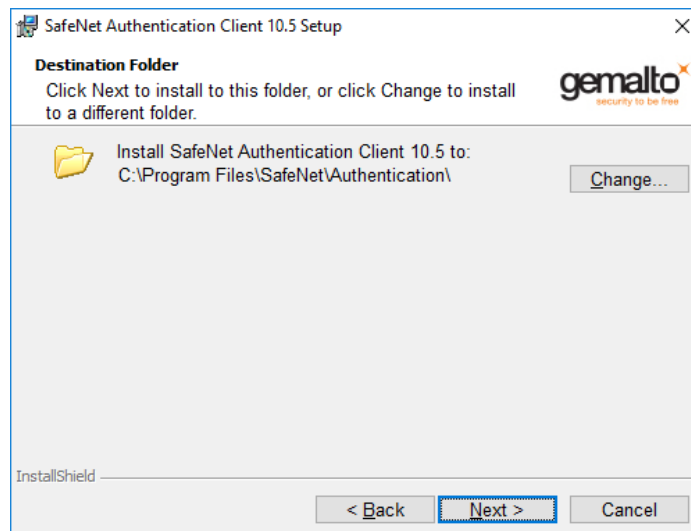 SafeNet Authentication Client 10.5 Setup
Destination Folder
Click Next to install to this folder, or click Change to install
to a different folder.
gemalto
security to be free
Install SafeNet Authentication Client 10.5 to:
C:\Program Files\SafeNet\Authentication\
Change...
InstallShield
< Back
Next >
Cancel